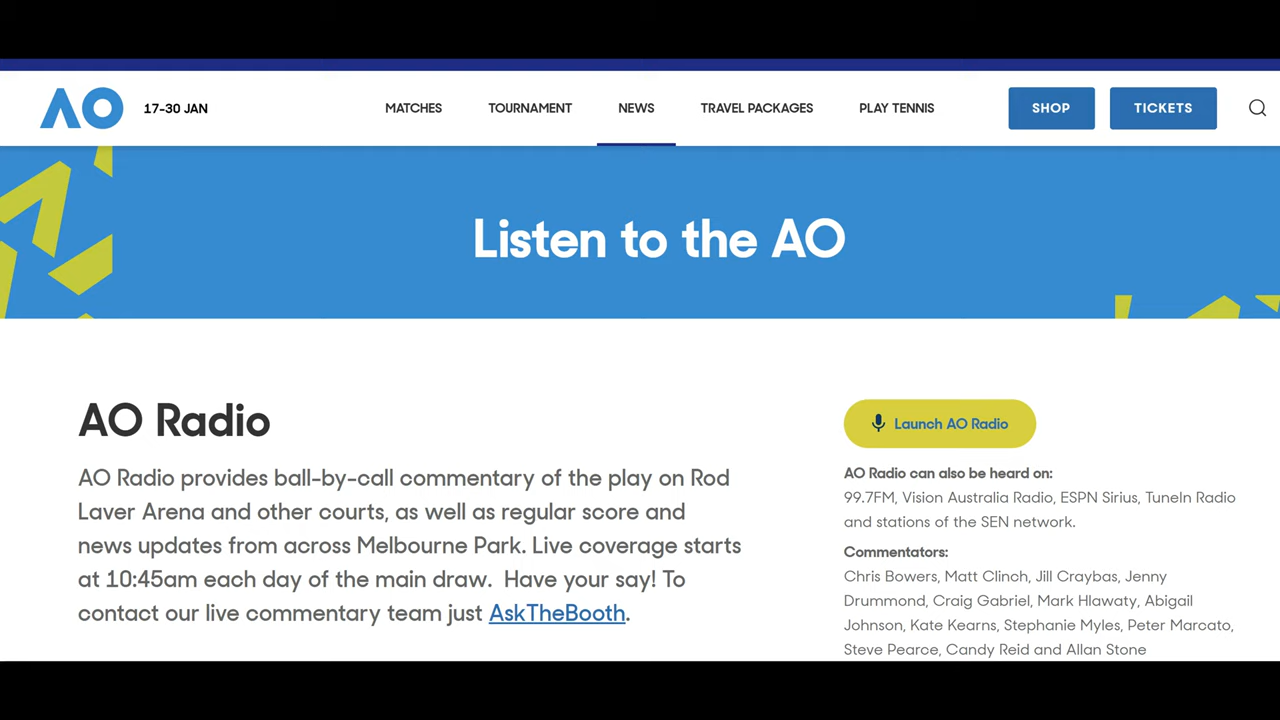 AO 17-30 JAN MATCHES TOURNAMENT NEWS TRAVEL PACKAGES PLAY TENNIS SHOP TICKETS
Listen to the AO
AO Radio
AO Radio provides ball-by-call commentary of the play on Rod
Laver Arena and other courts, as well as regular score and
news updates from across Melbourne Park. Live coverage starts
at 10:45am each day of the main draw.  Have your say! To
contact our live commentary team just AskTheBooth.
Launch AO Radio
AO Radio can also be heard on:
99.7FM, Vision Australia Radio, ESPN Sirius, TuneIn Radio
and stations of the SEN network.
Commentators:
Chris Bowers, Matt Clinch, Jill Craybas, Jenny
Drummond, Craig Gabriel, Mark Hlawaty, Abigail
Johnson, Kate Kearns, Stephanie Myles, Peter Marcato,
Steve Pearce, Candy Reid and Allan Stone